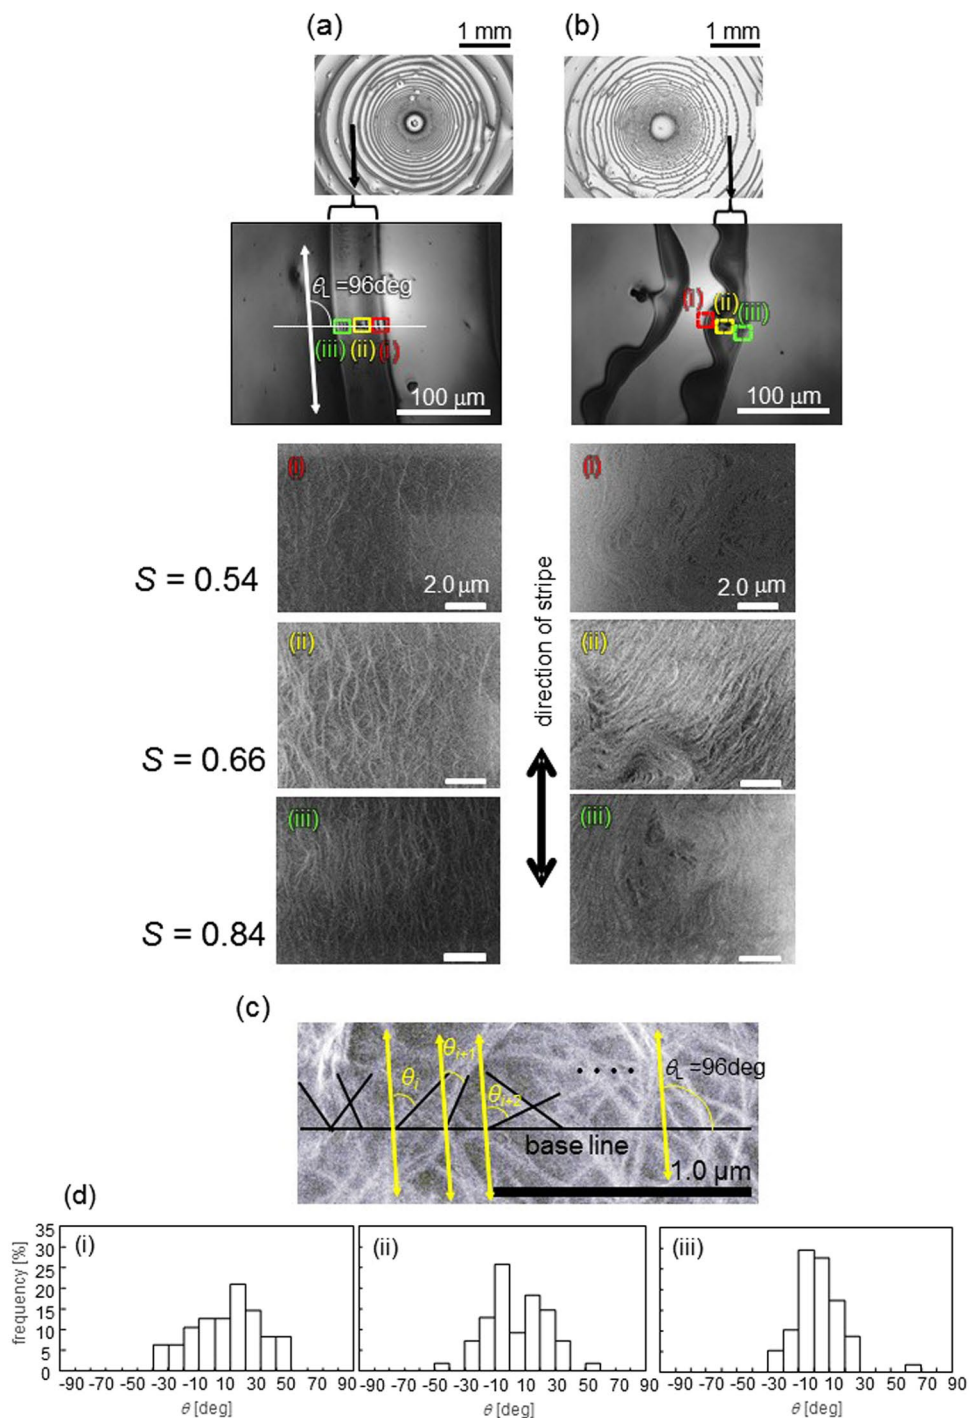 (a)
1 mm
(b)
1 mm
θL =96deg
(iii)
(ii)
(i)
100 μm
(i)
(ii)
(iii)
100 μm
(i)
2.0 μm
S = 0.54
(i)
2.0 μm
direction of stripe
(ii)
S = 0.66
(ii)
(iii)
S = 0.84
(iii)
(c)
θi
θi+1
θi+2
· · · ·
θL =96deg
base line
1.0 μm
(d)
frequency [%]
35
30
25
20
15
10
5
0
(i)
-90 -70 -50 -30 -10 10 30 50 70 90
θ [deg]
(ii)
-90 -70 -50 -30 -10 10 30 50 70 90
θ [deg]
(iii)
-90 -70 -50 -30 -10 10 30 50 70 90
θ [deg]